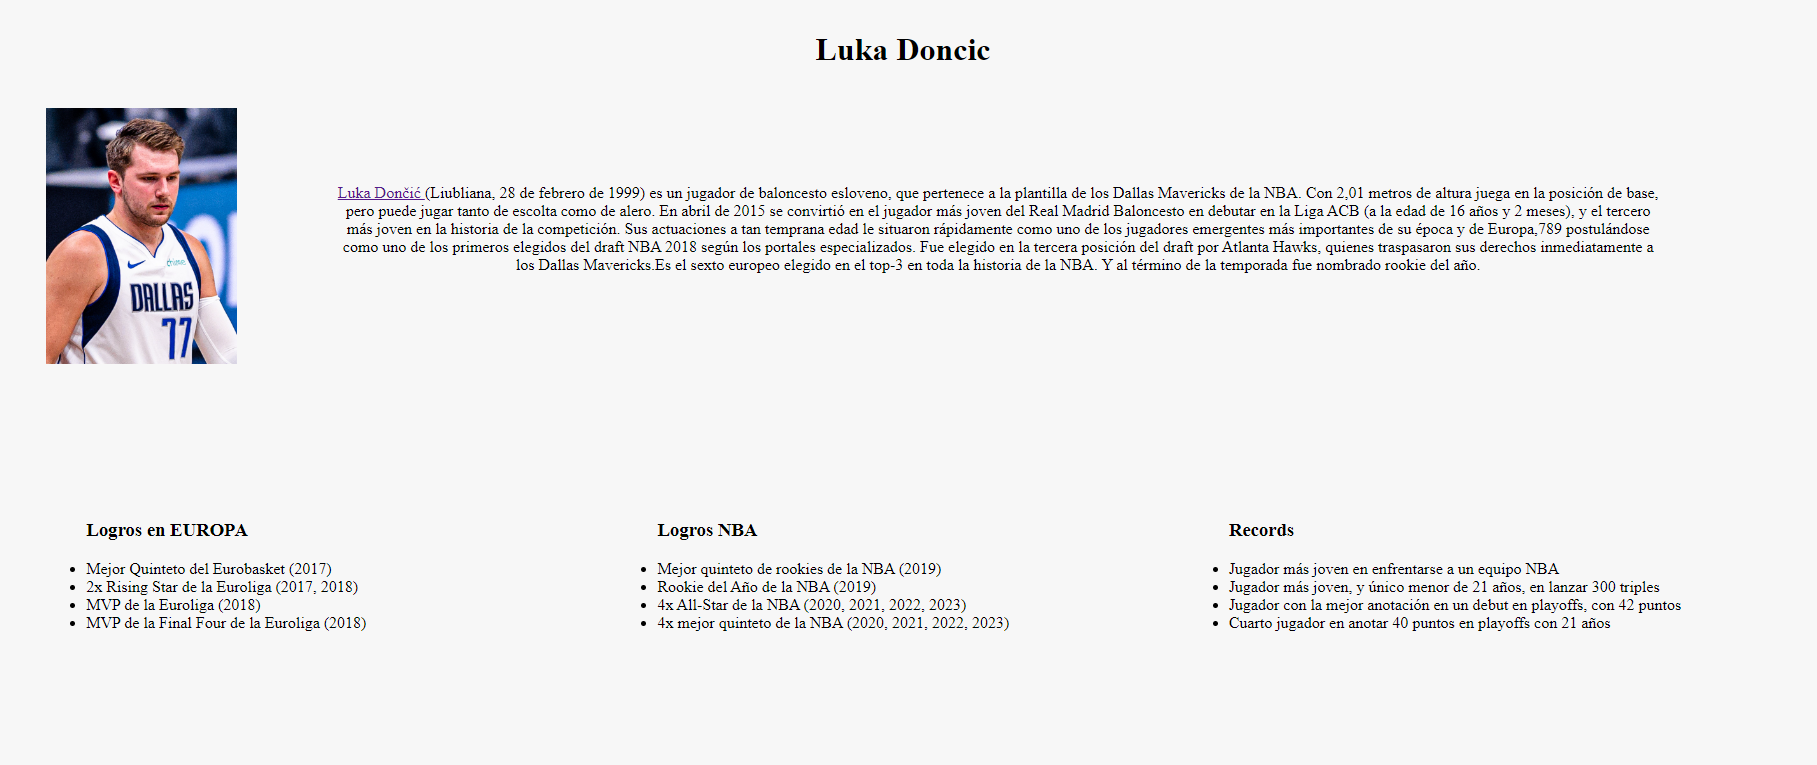 Luka Doncic
DALLAS
77
Luka Dončić (Liubliana, 28 de febrero de 1999) es un jugador de baloncesto esloveno, que pertenece a la plantilla de los Dallas Mavericks de la NBA. Con 2,01 metros de altura juega en la posición de base,
pero puede jugar tanto de escolta como de alero. En abril de 2015 se convirtió en el jugador más joven del Real Madrid Baloncesto en debutar en la Liga ACB (a la edad de 16 años y 2 meses), y el tercero
más joven en la historia de la competición. Sus actuaciones a tan temprana edad le situaron rápidamente como uno de los jugadores emergentes más importantes de su época y de Europa,789 postulándose
como uno de los primeros elegidos del draft NBA 2018 según los portales especializados. Fue elegido en la tercera posición del draft por Atlanta Hawks, quienes traspasaron sus derechos inmediatamente a
los Dallas Mavericks.Es el sexto europeo elegido en el top-3 en toda la historia de la NBA. Y al término de la temporada fue nombrado rookie del año.
Logros en EUROPA
Mejor Quinteto del Eurobasket (2017)
2x Rising Star de la Euroliga (2017, 2018)
MVP de la Euroliga (2018)
MVP de la Final Four de la Euroliga (2018)
Logros NBA
Mejor quinteto de rookies de la NBA (2019)
Rookie del Año de la NBA (2019)
4x All-Star de la NBA (2020, 2021, 2022, 2023)
4x mejor quinteto de la NBA (2020, 2021, 2022, 2023)
Records
Jugador más joven en enfrentarse a un equipo NBA
Jugador más joven, y único menor de 21 años, en lanzar 300 triples
Jugador con la mejor anotación en un debut en playoffs, con 42 puntos
Cuarto jugador en anotar 40 puntos en playoffs con 21 años